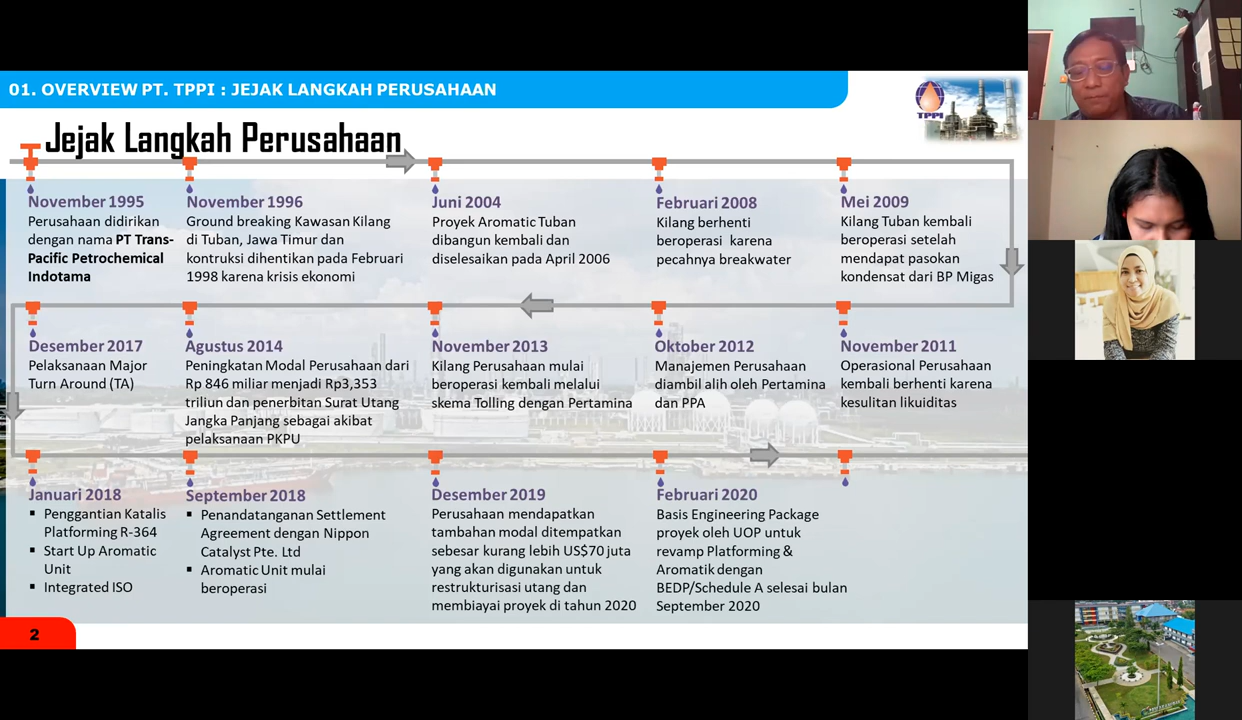 01. OVERVIEW PT. TPPI : JEJAK LANGKAH PERUSAHAAN
TPPI
Jejak Langkah Perusahaan
November 1995
Perusahaan didirikan
dengan nama PT Trans-
Pacific Petrochemical
Indotama
November 1996
Ground breaking Kawasan Kilang
di Tuban, Jawa Timur dan
kontruksi dihentikan pada Februari
1998 karena krisis ekonomi
Juni 2004
Proyek Aromatic Tuban
dibangun kembali dan
diselesaikan pada April 2006
Februari 2008
Kilang berhenti
beroperasi karena
pecahnya breakwater
Mei 2009
Kilang Tuban kembali
beroperasi setelah
mendapat pasokan
kondensat dari BP Migas
Desember 2017
Pelaksanaan Major
Turn Around (TA)
Agustus 2014
Peningkatan Modal Perusahaan dari
Rp 846 miliar menjadi Rp3,353
triliun dan penerbitan Surat Utang
Jangka Panjang sebagai akibat
pelaksanaan PKPU
November 2013
Kilang Perusahaan mulai
beroperasi kembali melalui
skema Tolling dengan Pertamina
Oktober 2012
Manajemen Perusahaan
diambil alih oleh Pertamina
dan PPA
November 2011
Operasional Perusahaan
kembali berhenti karena
kesulitan likuiditas
Januari 2018
▪ Penggantian Katalis
Platforming R-364
▪ Start Up Aromatic
Unit
▪ Integrated ISO
September 2018
▪ Penandatanganan Settlement
Agreement dengan Nippon
Catalyst Pte. Ltd
▪ Aromatic Unit mulai
beroperasi
Desember 2019
Perusahaan mendapatkan
tambahan modal ditempatkan
sebesar kurang lebih US$70 juta
yang akan digunakan untuk
restrukturisasi utang dan
membiayai proyek di tahun 2020
Februari 2020
Basis Engineering Package
proyek oleh UOP untuk
revamp Platforming &
Aromatik dengan
BEDP/Schedule A selesai bulan
September 2020
2